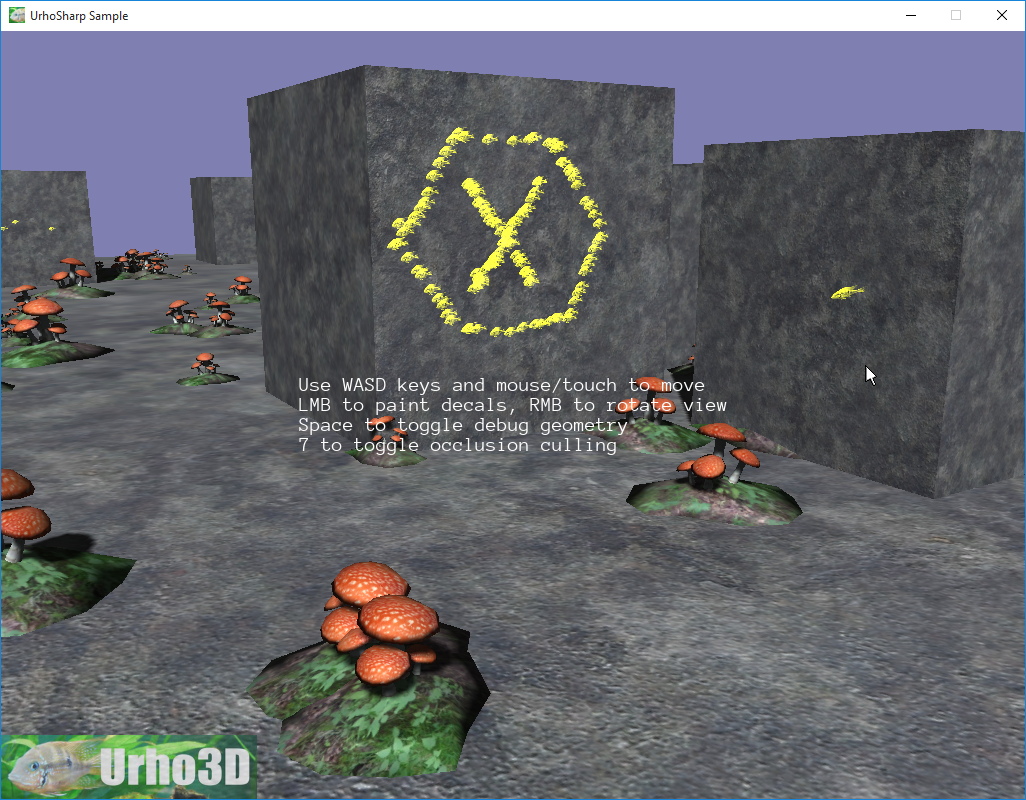 UrhoSharp Sample
X
Use WASD keys and mouse/touch to move
LMB to paint decals, RMB to rotate view
Space to toggle debug geometry
7 to toggle occlusion culling
Urho3D